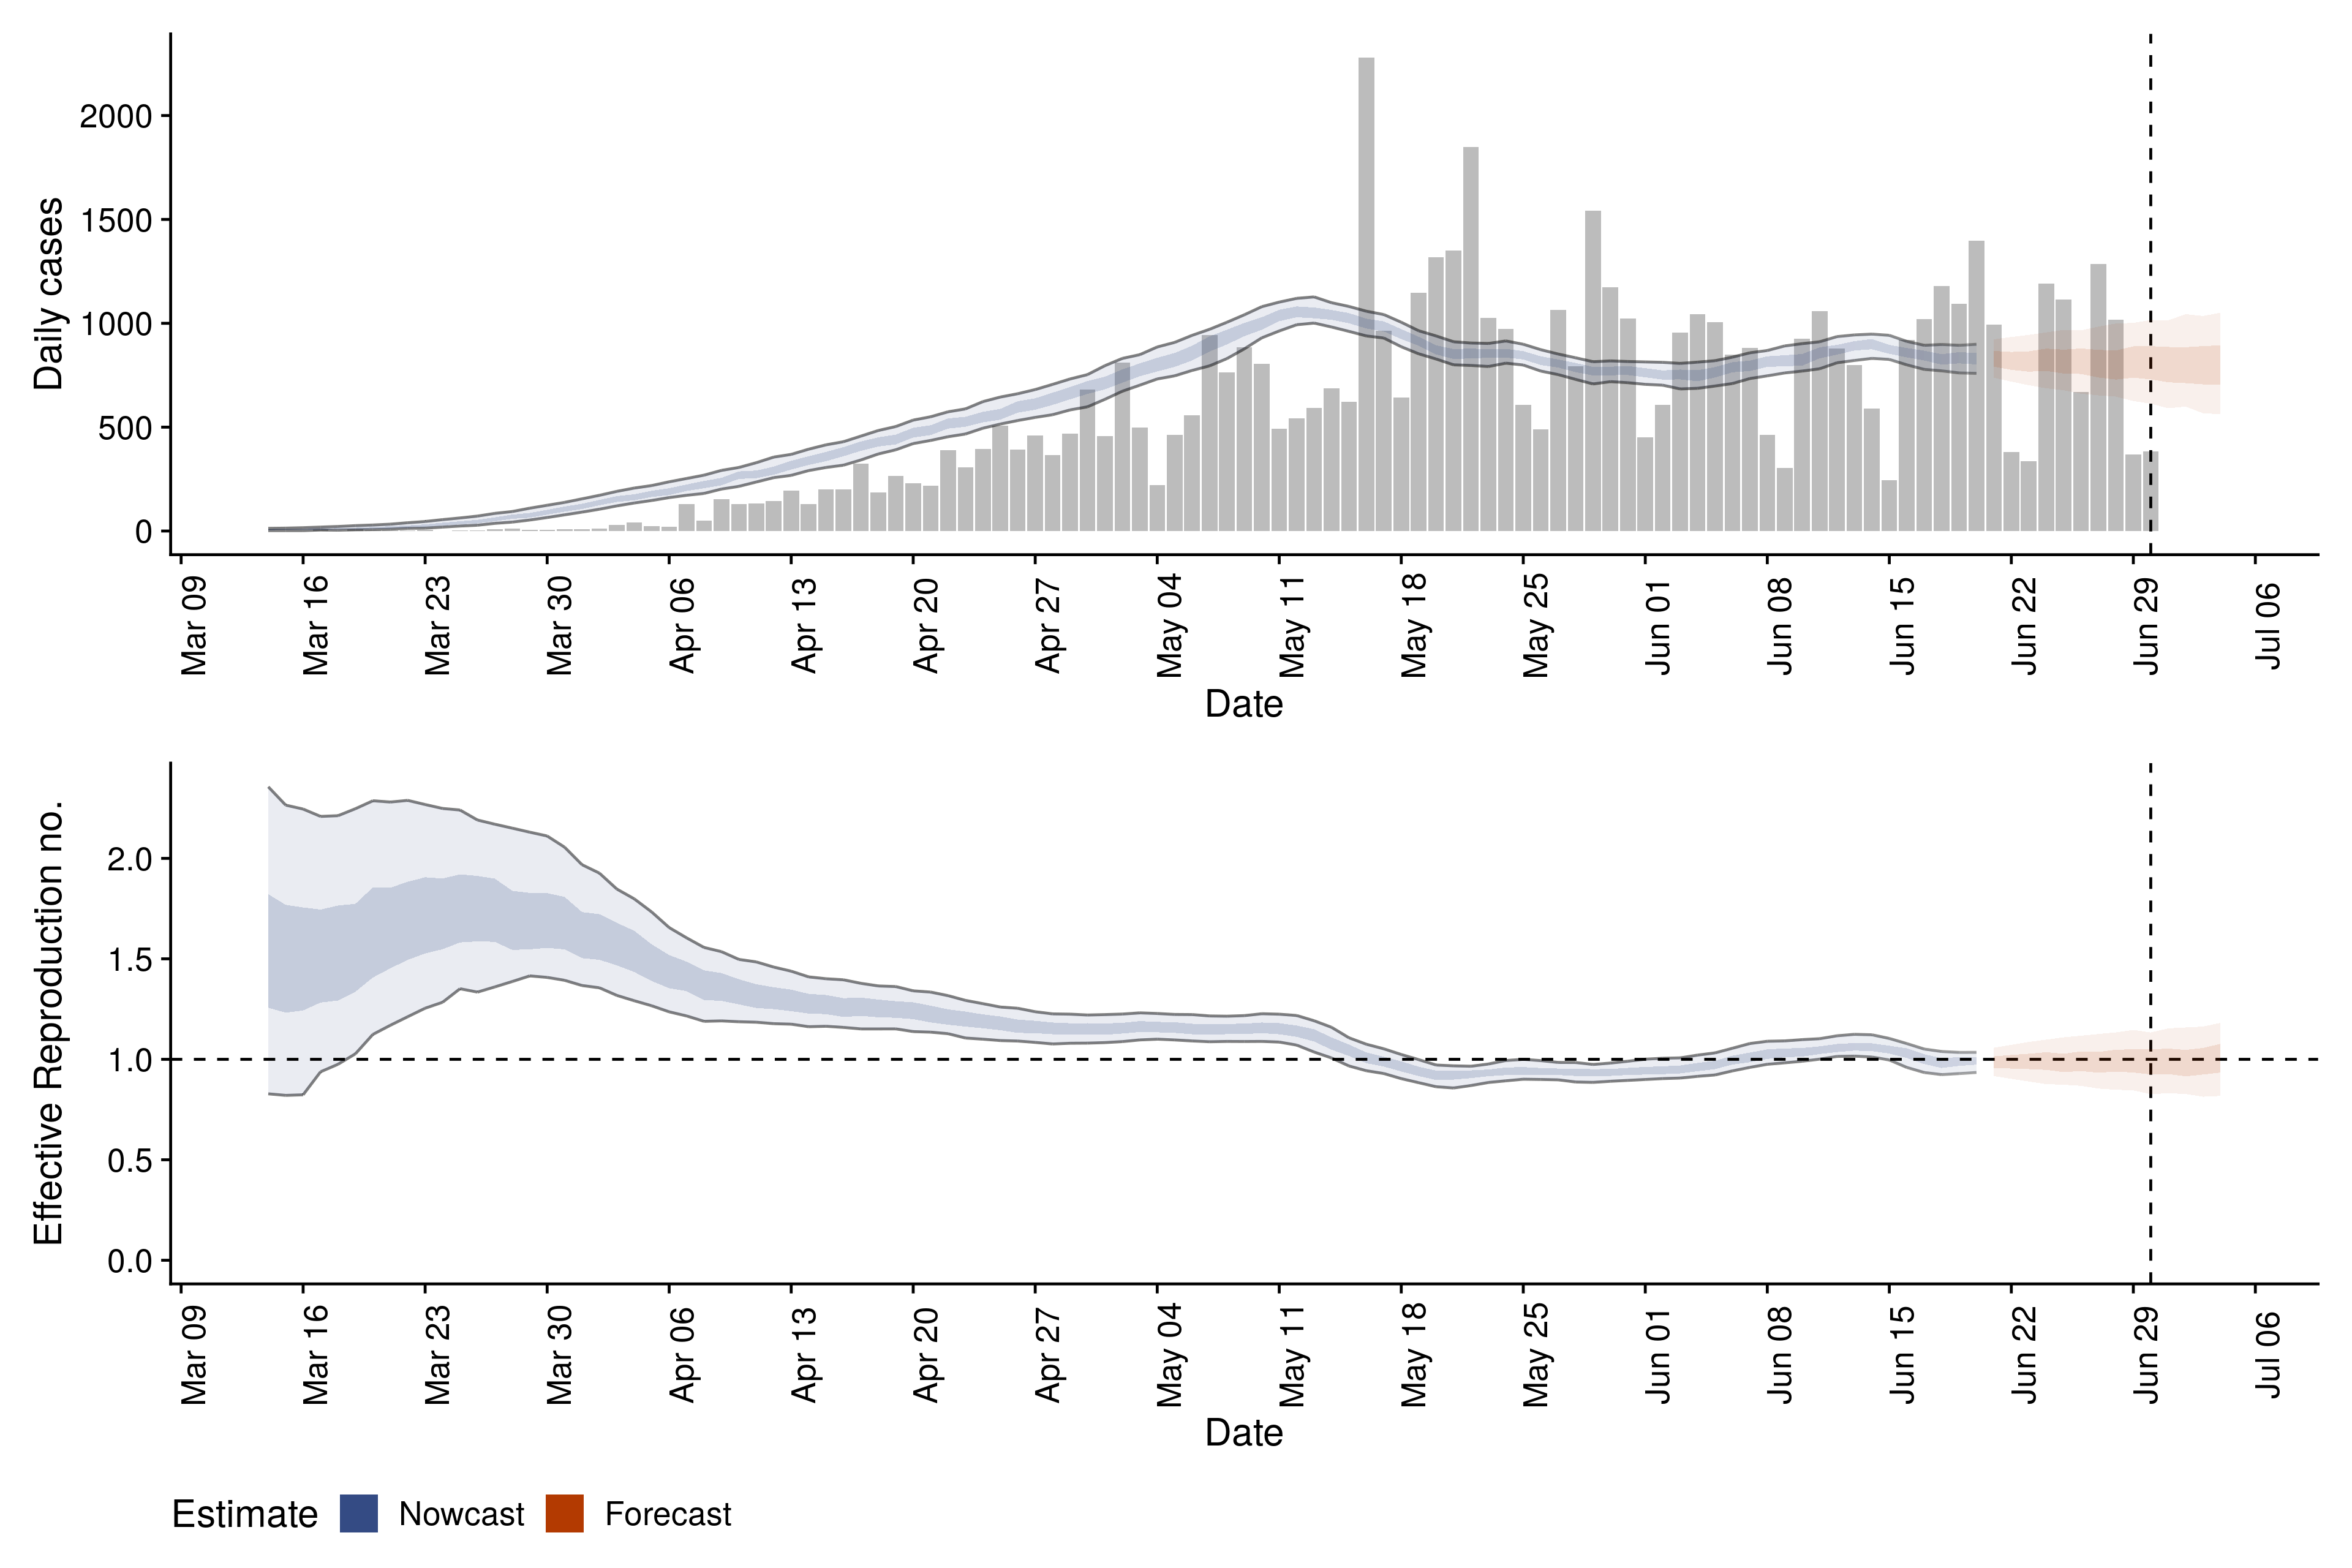 Daily cases
2000
1500
1000
500
0
Mar 09 Mar 16 Mar 23 Mar 30 Apr 06 Apr 13 Apr 20 Apr 27 May 04 May 11 May 18 May 25 Jun 01 Jun 08 Jun 15 Jun 22 Jun 29 Jul 06
Date
Effective Reproduction no.
2.0
1.5
1.0
0.5
0.0
Mar 09 Mar 16 Mar 23 Mar 30 Apr 06 Apr 13 Apr 20 Apr 27 May 04 May 11 May 18 May 25 Jun 01 Jun 08 Jun 15 Jun 22 Jun 29 Jul 06
Date
Estimate Nowcast Forecast